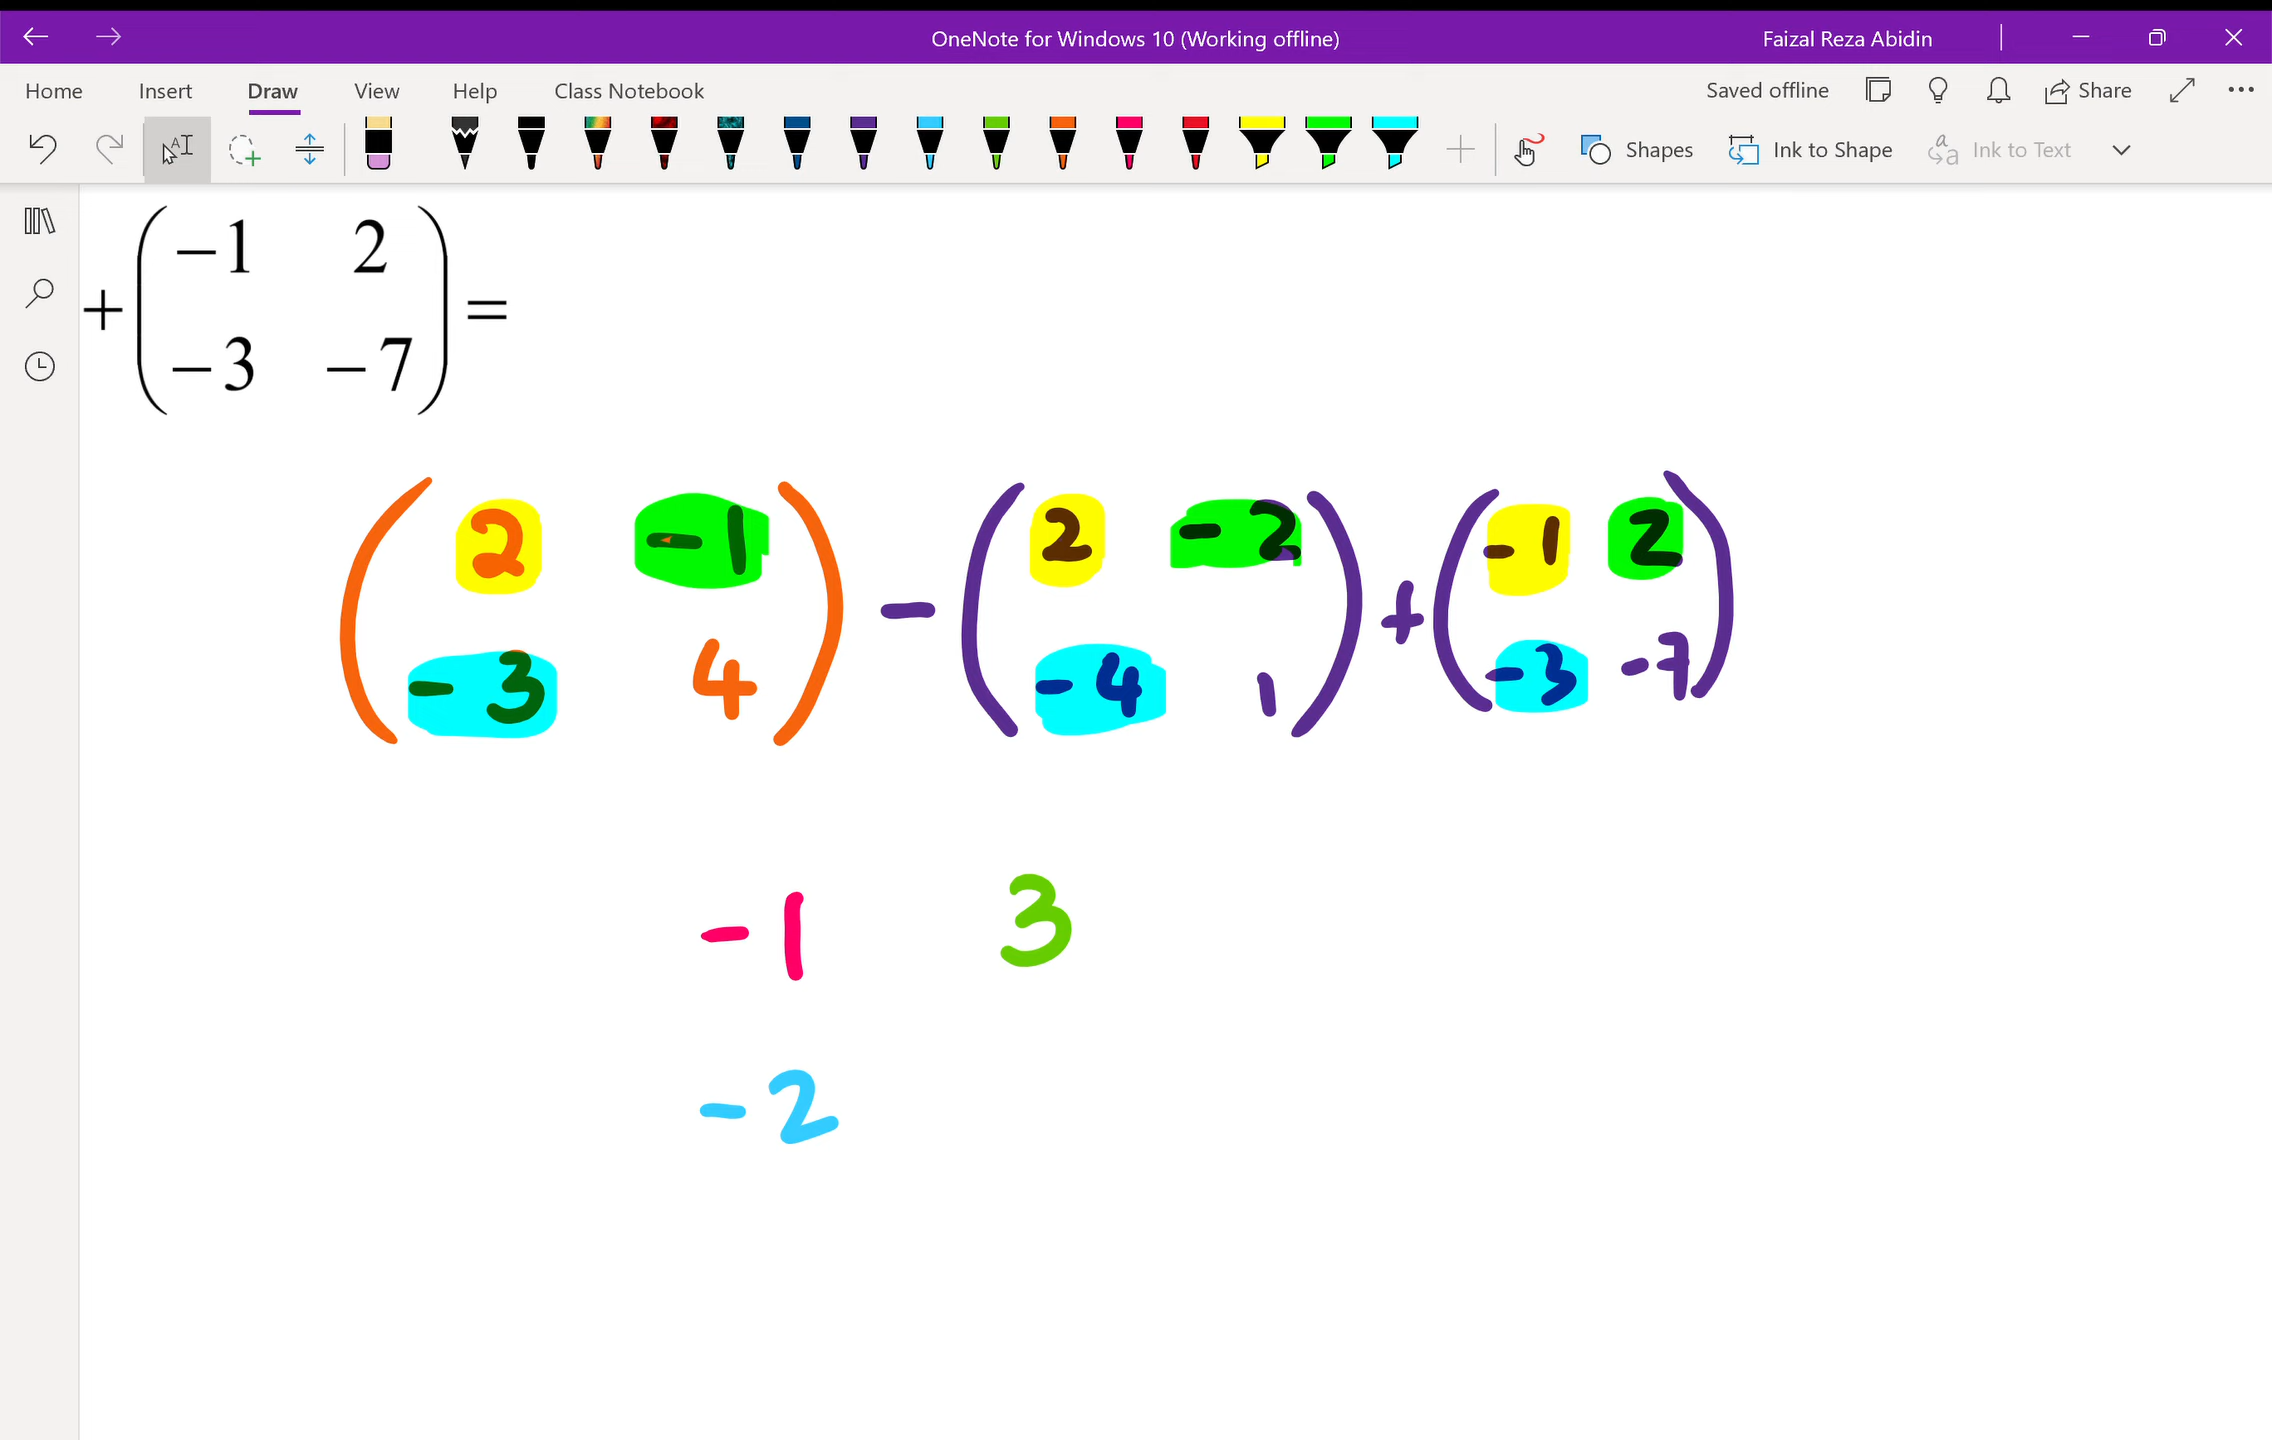 OneNote for Windows 10 (Working offline) Faizal Reza Abidin
Home Insert Draw View Help Class Notebook Saved offline Share
Shapes Ink to Shape Ink to Text
-1 2
+ ( ) =
-3 -7
2 -1 2 -2 -1 2
( ) - ( ) + ( )
-3 4 -4 1 -3 -7
-1 3
-2